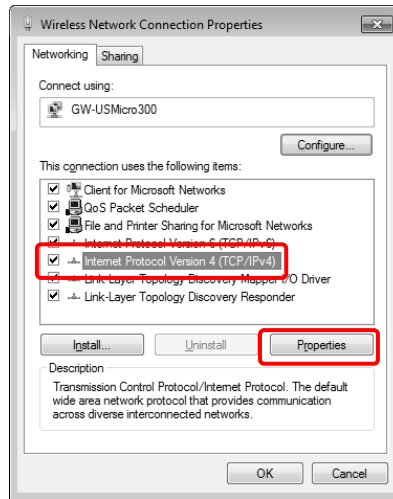 Wireless Network Connection Properties
Networking Sharing
Connect using:
GW-USMicro300
Configure...
This connection uses the following items:
Client for Microsoft Networks
QoS Packet Scheduler
File and Printer Sharing for Microsoft Networks
Internet Protocol Version 6 (TCP/IPv6)
Internet Protocol Version 4 (TCP/IPv4)
Link-Layer Topology Discovery Mapper I/O Driver
Link-Layer Topology Discovery Responder
Install... Uninstall Properties
Description
Transmission Control Protocol/Internet Protocol. The default
wide area network protocol that provides communication
across diverse interconnected networks.
OK Cancel